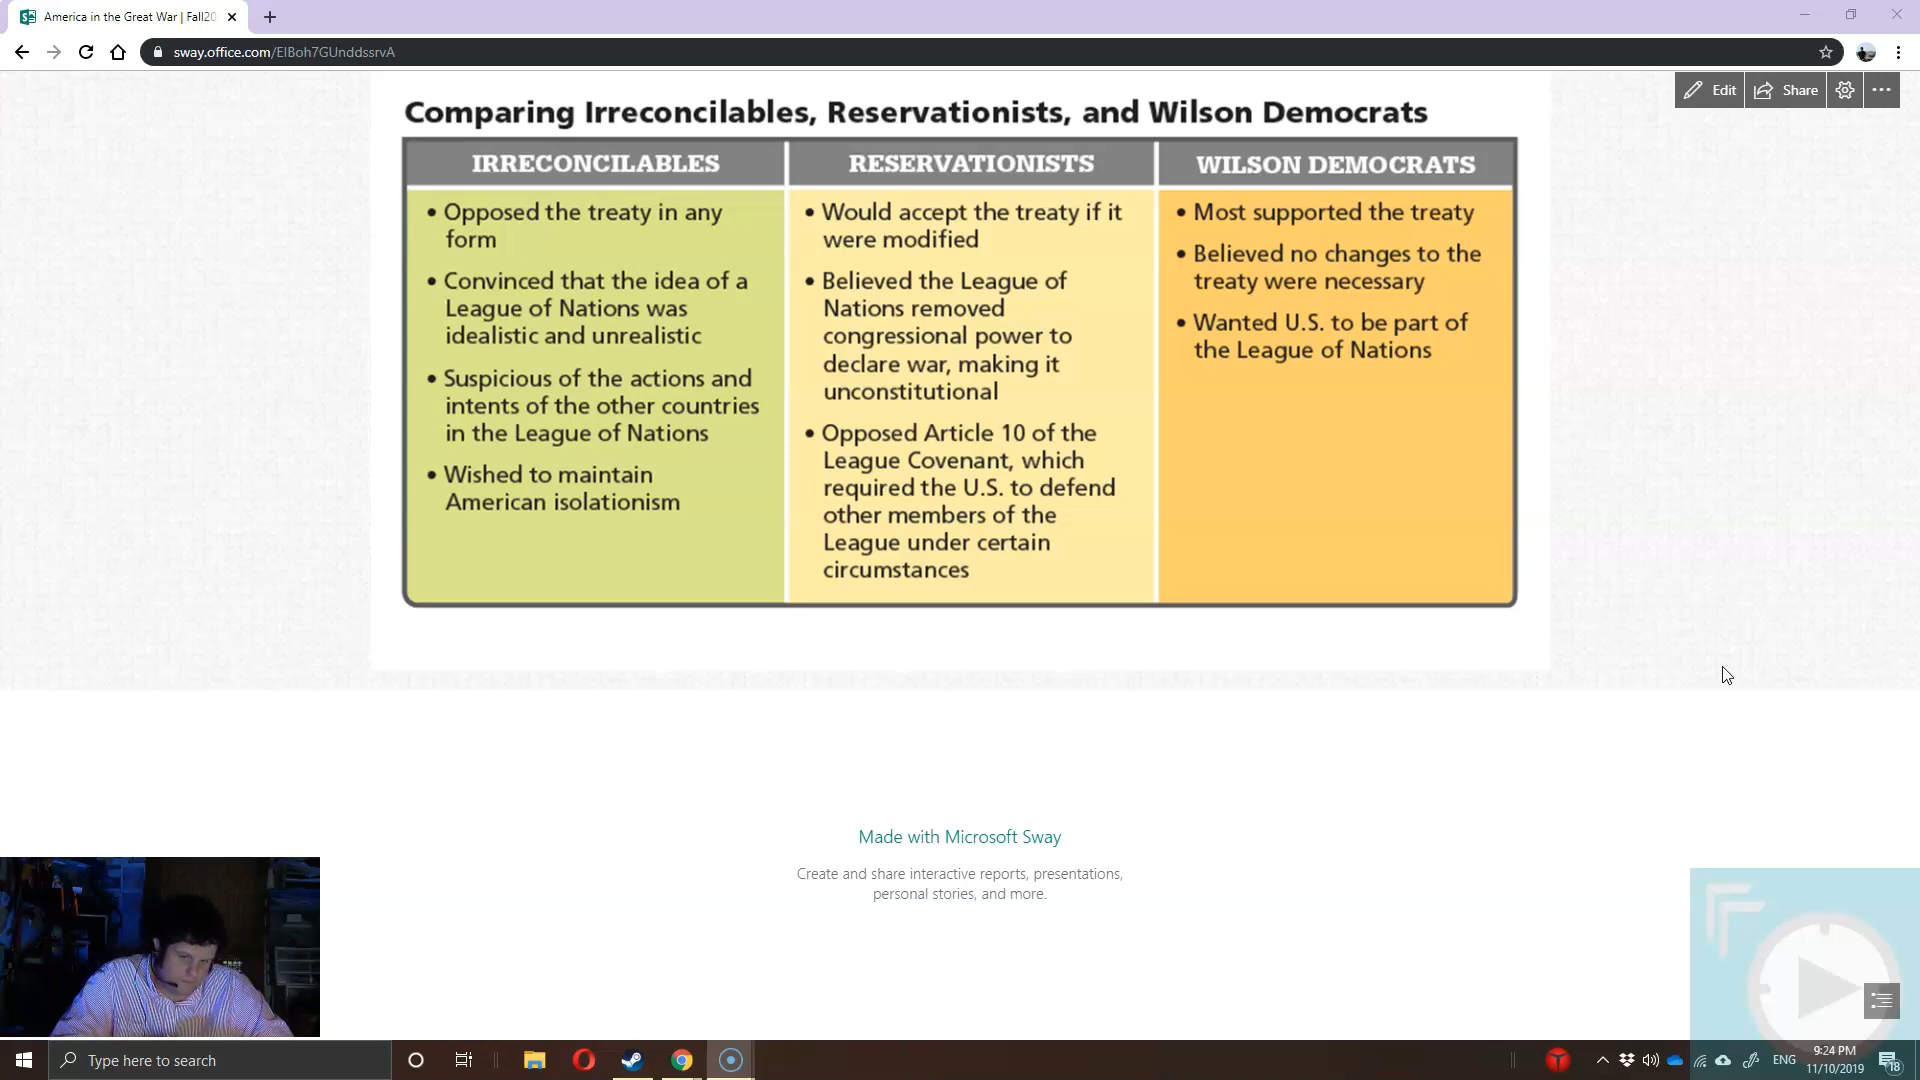 America in the Great War | Fall20
sway.office.com/EIBoh7GUnddssrvA
Edit
Share
Comparing Irreconcilables, Reservationists, and Wilson Democrats
IRRECONCILABLES
• Opposed the treaty in any
form
• Convinced that the idea of a
League of Nations was
idealistic and unrealistic
• Suspicious of the actions and
intents of the other countries
in the League of Nations
• Wished to maintain
American isolationism
RESERVATIONISTS
• Would accept the treaty if it
were modified
• Believed the League of
Nations removed
congressional power to
declare war, making it
unconstitutional
• Opposed Article 10 of the
League Covenant, which
required the U.S. to defend
other members of the
League under certain
circumstances
WILSON DEMOCRATS
• Most supported the treaty
• Believed no changes to the
treaty were necessary
• Wanted U.S. to be part of
the League of Nations
Made with Microsoft Sway
Create and share interactive reports, presentations,
personal stories, and more.
Type here to search
ENG
9:24 PM
11/10/2019
18